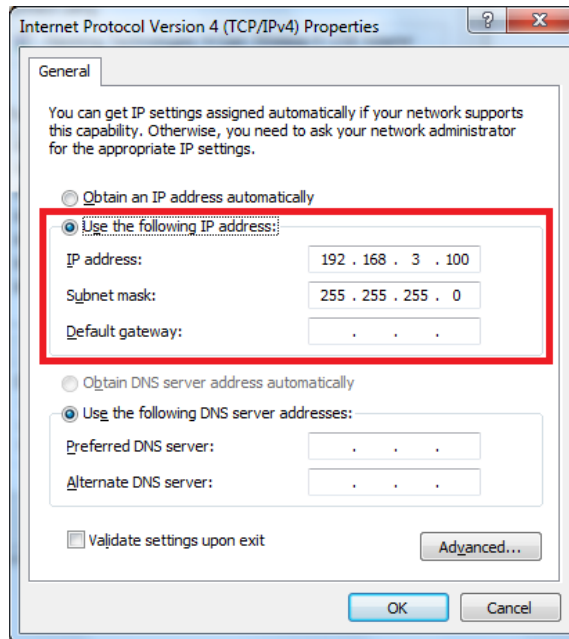 Internet Protocol Version 4 (TCP/IPv4) Properties
?
General
You can get IP settings assigned automatically if your network supports
this capability. Otherwise, you need to ask your network administrator
for the appropriate IP settings.
Obtain an IP address automatically
Use the following IP address:
IP address: 192 . 168 . 3 . 100
Subnet mask: 255 . 255 . 255 . 0
Default gateway: . . .
Obtain DNS server address automatically
Use the following DNS server addresses:
Preferred DNS server: . . .
Alternate DNS server: . . .
Validate settings upon exit
Advanced...
OK Cancel